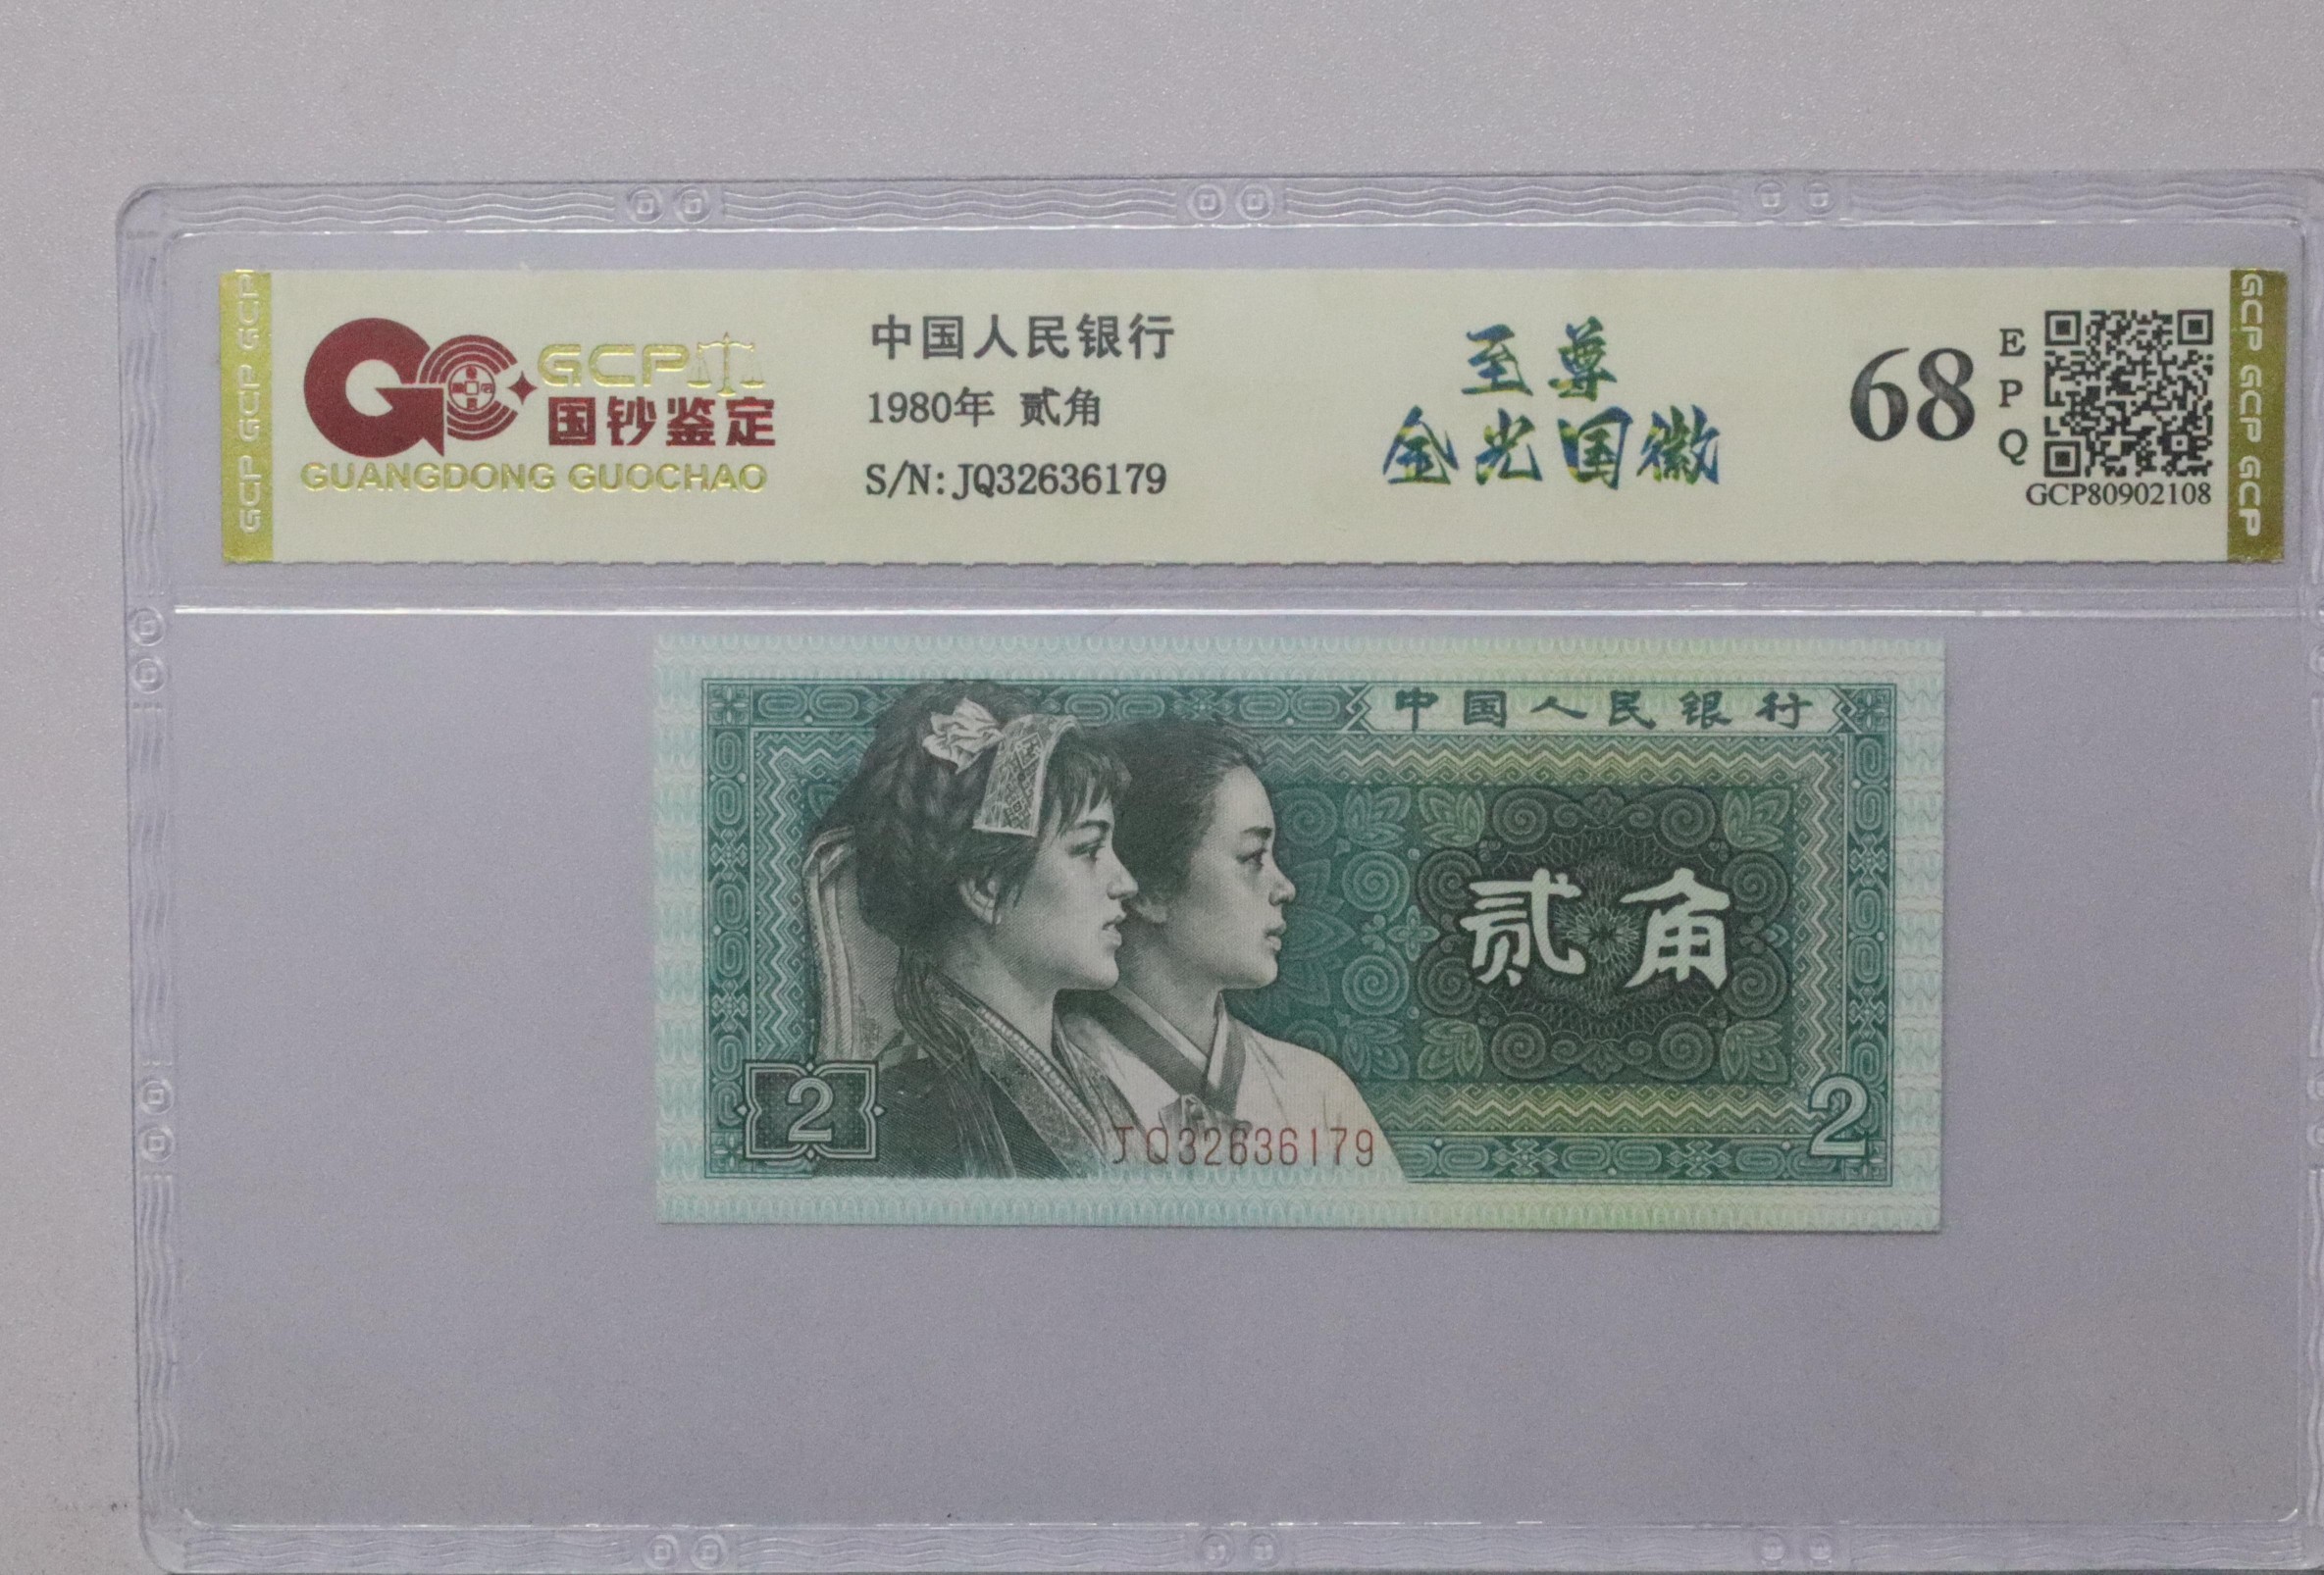 GCP GCP GCP
GCP
国钞鉴定
GUANGDONG GUOCHAO
中国人民银行
1980年 贰角
S/N:JQ32636179
至尊
金光国徽
68
EPQ
GCP80902108
GCP GCP GCP
中国人民银行
贰角
2
2
JQ32636179